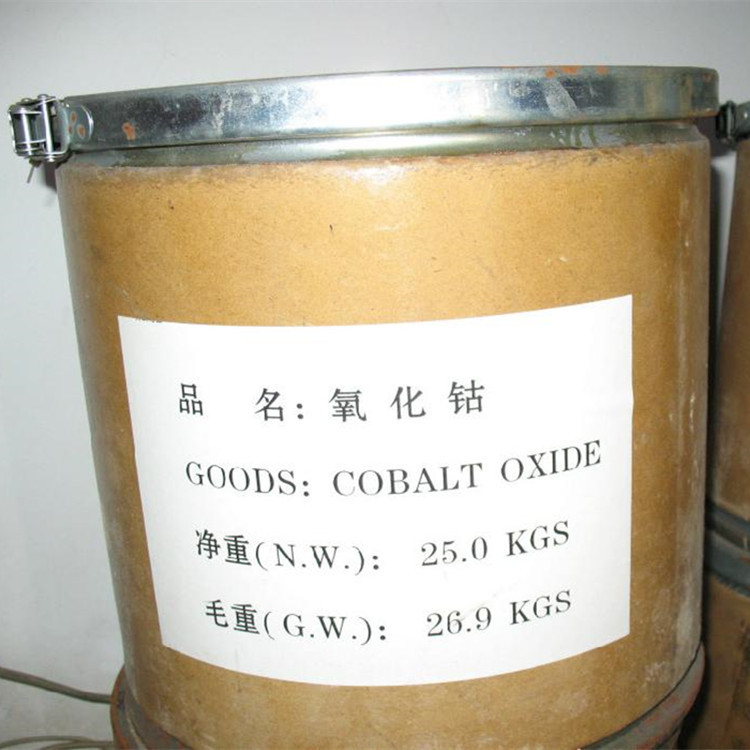 品 名: 氧化钴
GOODS: COBALT OXIDE
净重(N.W.): 25.0 KGS
毛重(G.W.): 26.9 KGS